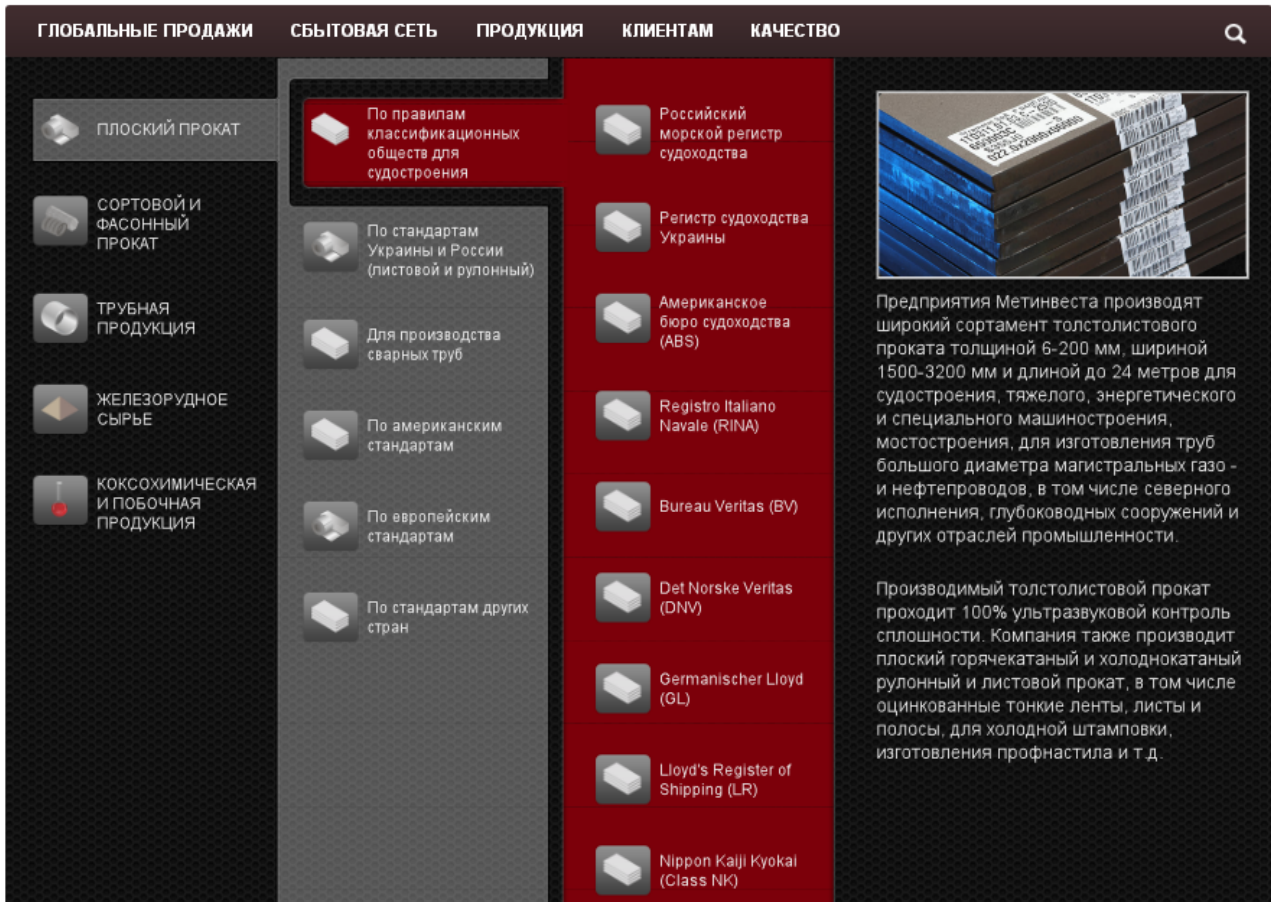 ГЛОБАЛЬНЫЕ ПРОДАЖИ СБЫТОВАЯ СЕТЬ ПРОДУКЦИЯ КЛИЕНТАМ КАЧЕСТВО
ПЛОСКИЙ ПРОКАТ
СОРТОВОЙ И
ФАСОННЫЙ
ПРОКАТ
ТРУБНАЯ
ПРОДУКЦИЯ
ЖЕЛЕЗОРУДНОЕ
СЫРЬЕ
КОКСОХИМИЧЕСКАЯ
И ПОБОЧНАЯ
ПРОДУКЦИЯ
По правилам
классификационных
обществ для
судостроения
По стандартам
Украины и России
(листовой и рулонный)
Для производства
сварных труб
По американским
стандартам
По европейским
стандартам
По стандартам других
стран
Российский
морской регистр
судоходства
Регистр судоходства
Украины
Американское
бюро судоходства
(ABS)
Registro Italiano
Navale (RINA)
Bureau Veritas (BV)
Det Norske Veritas
(DNV)
Germanischer Lloyd
(GL)
Lloyd's Register of
Shipping (LR)
Nippon Kaiji Kyokai
(Class NK)
Предприятия Метинвеста производят
широкий сортамент толстолистового
проката толщиной 6-200 мм, шириной
1500-3200 мм и длиной до 24 метров для
судостроения, тяжелого, энергетического
и специального машиностроения,
мостостроения, для изготовления труб
большого диаметра магистральных газо -
и нефтепроводов, в том числе северного
исполнения, глубоководных сооружений и
других отраслей промышленности.
Производимый толстолистовой прокат
проходит 100% ультразвуковой контроль
сплошности. Компания также производит
плоский горячекатаный и холоднокатаный
рулонный и листовой прокат, в том числе
оцинкованные тонкие ленты, листы и
полосы, для холодной штамповки,
изготовления профнастила и т.д.